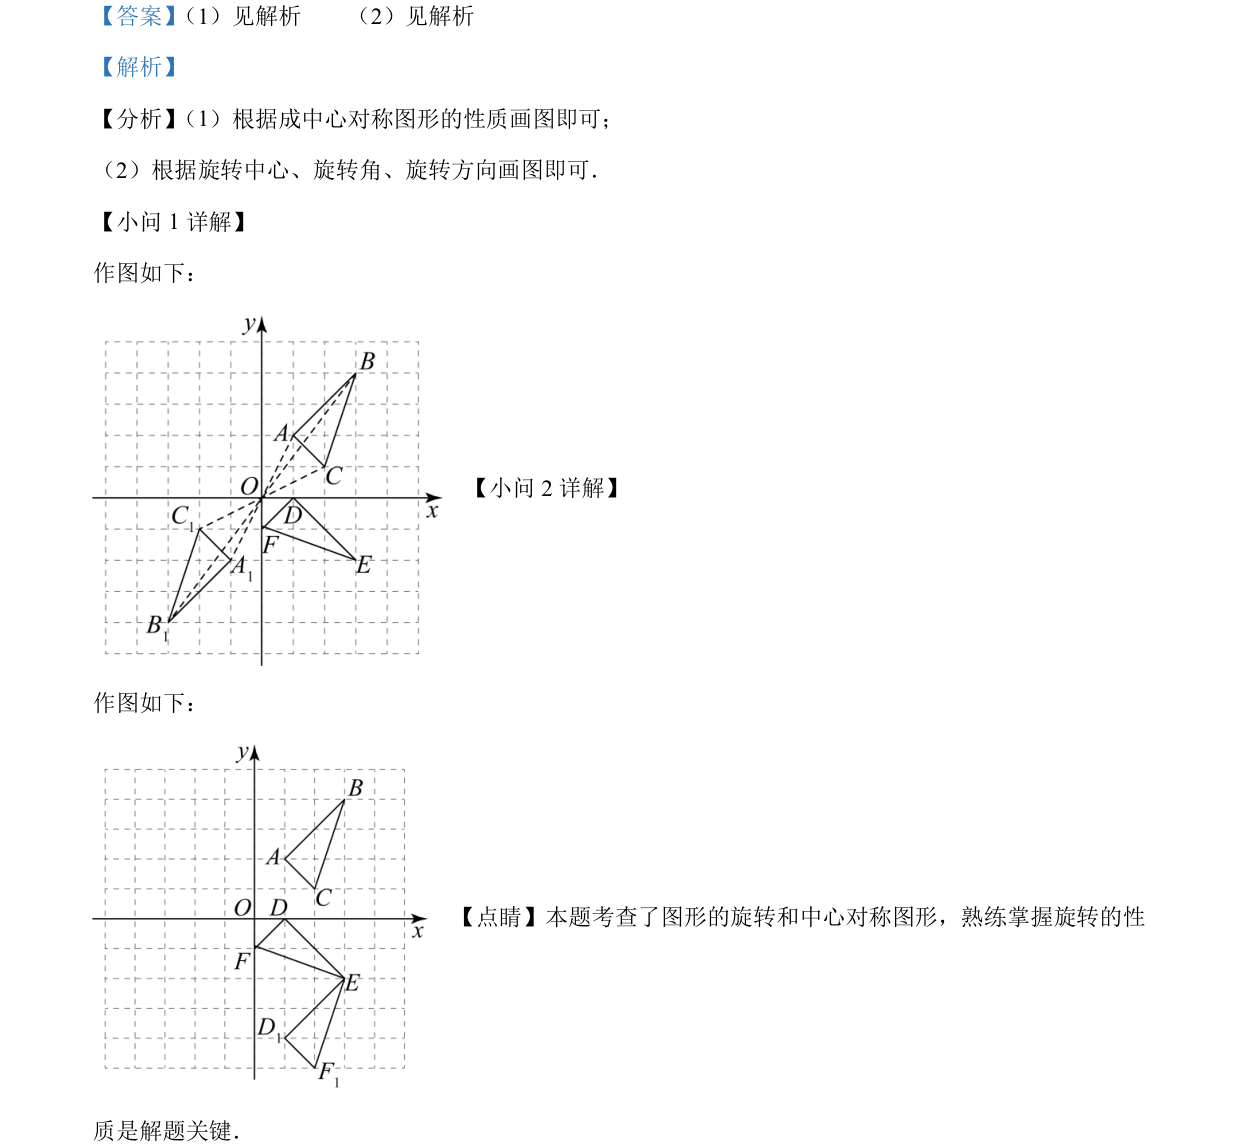 【答案】（1）见解析　　（2）见解析
【解析】
【分析】（1）根据成中心对称图形的性质画图即可；
（2）根据旋转中心、旋转角、旋转方向画图即可．
【小问 1 详解】
作图如下：
y
B
A
C
O
【小问 2 详解】
x
C1
D
F
A1
E
B1
作图如下：
y
B
A
C
O D
x
【点睛】本题考查了图形的旋转和中心对称图形，熟练掌握旋转的性
F
E
D1
F1
质是解题关键．